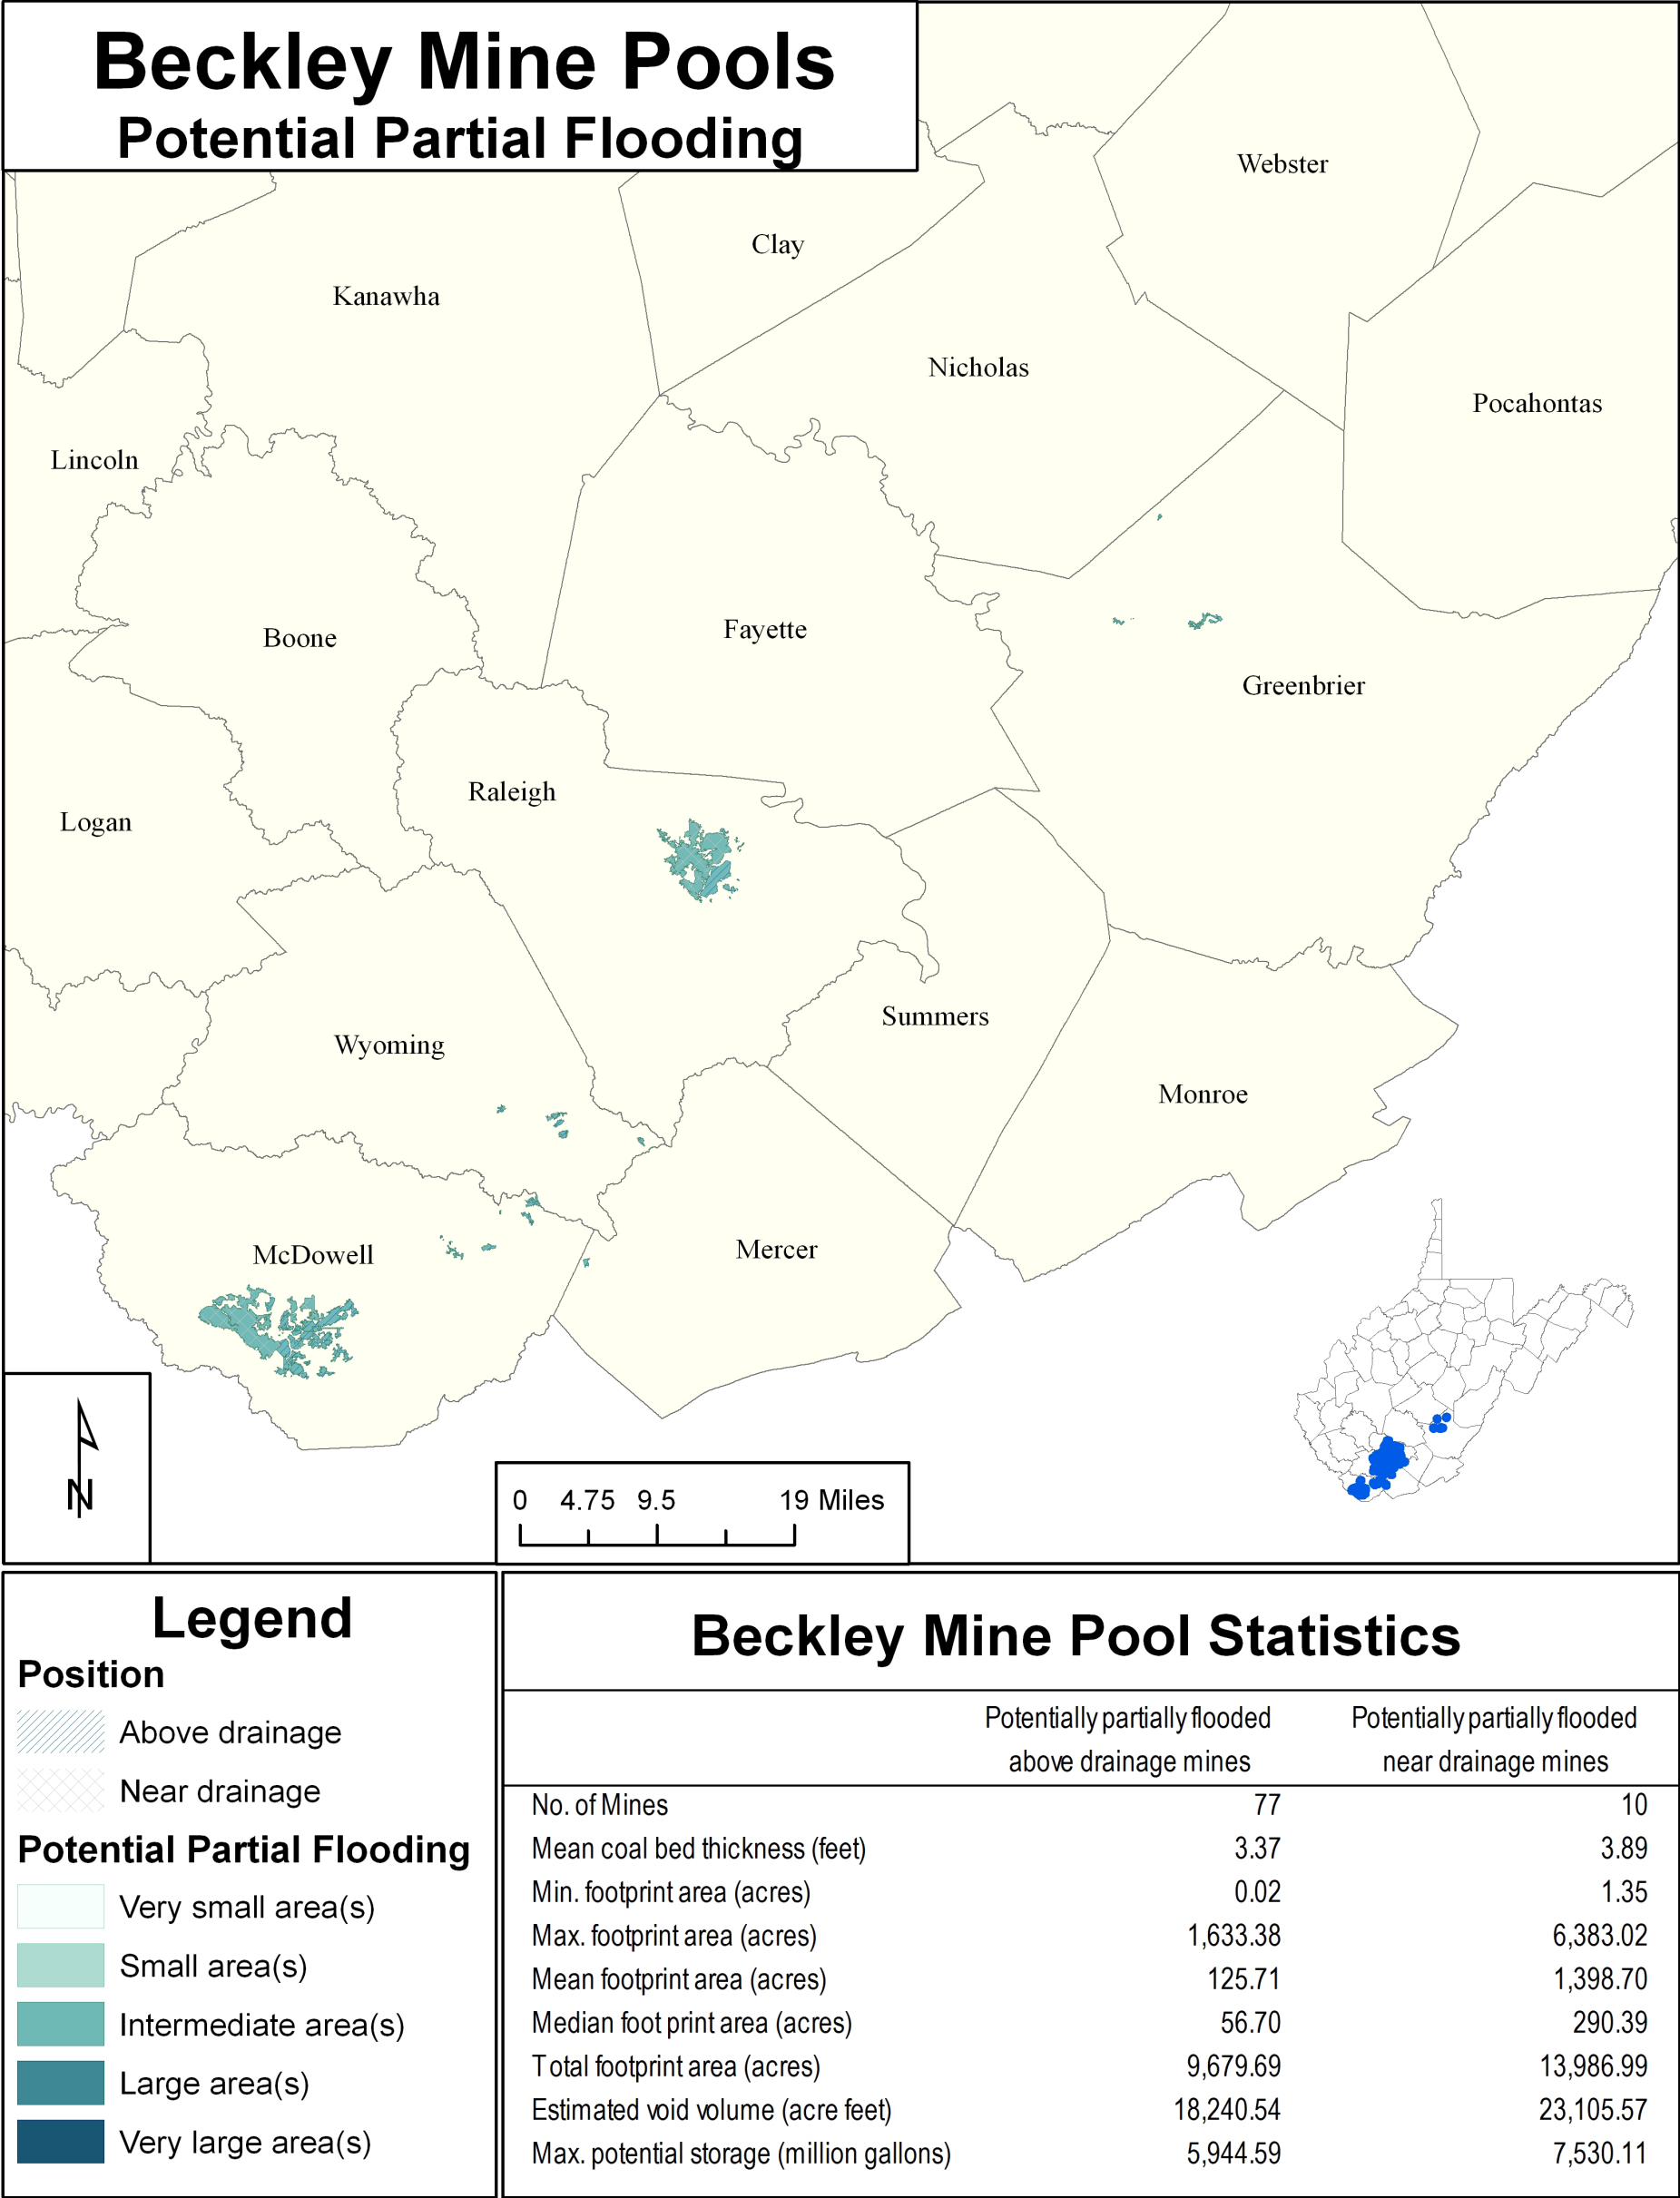 Beckley Mine Pools
Potential Partial Flooding
Webster
Clay
Kanawha
Nicholas
Pocahontas
Lincoln
Boone
Fayette
Greenbrier
Raleigh
Logan
Summers
Wyoming
Monroe
McDowell
Mercer
N
0 4.75 9.5 19 Miles
Legend
Position
Above drainage
Near drainage
Potential Partial Flooding
Very small area(s)
Small area(s)
Intermediate area(s)
Large area(s)
Very large area(s)
Beckley Mine Pool Statistics
Potentially partially flooded Potentially partially flooded
above drainage mines near drainage mines
No. of Mines 77 10
Mean coal bed thickness (feet) 3.37 3.89
Min. footprint area (acres) 0.02 1.35
Max. footprint area (acres) 1,633.38 6,383.02
Mean footprint area (acres) 125.71 1,398.70
Median foot print area (acres) 56.70 290.39
Total footprint area (acres) 9,679.69 13,986.99
Estimated void volume (acre feet) 18,240.54 23,105.57
Max. potential storage (million gallons) 5,944.59 7,530.11